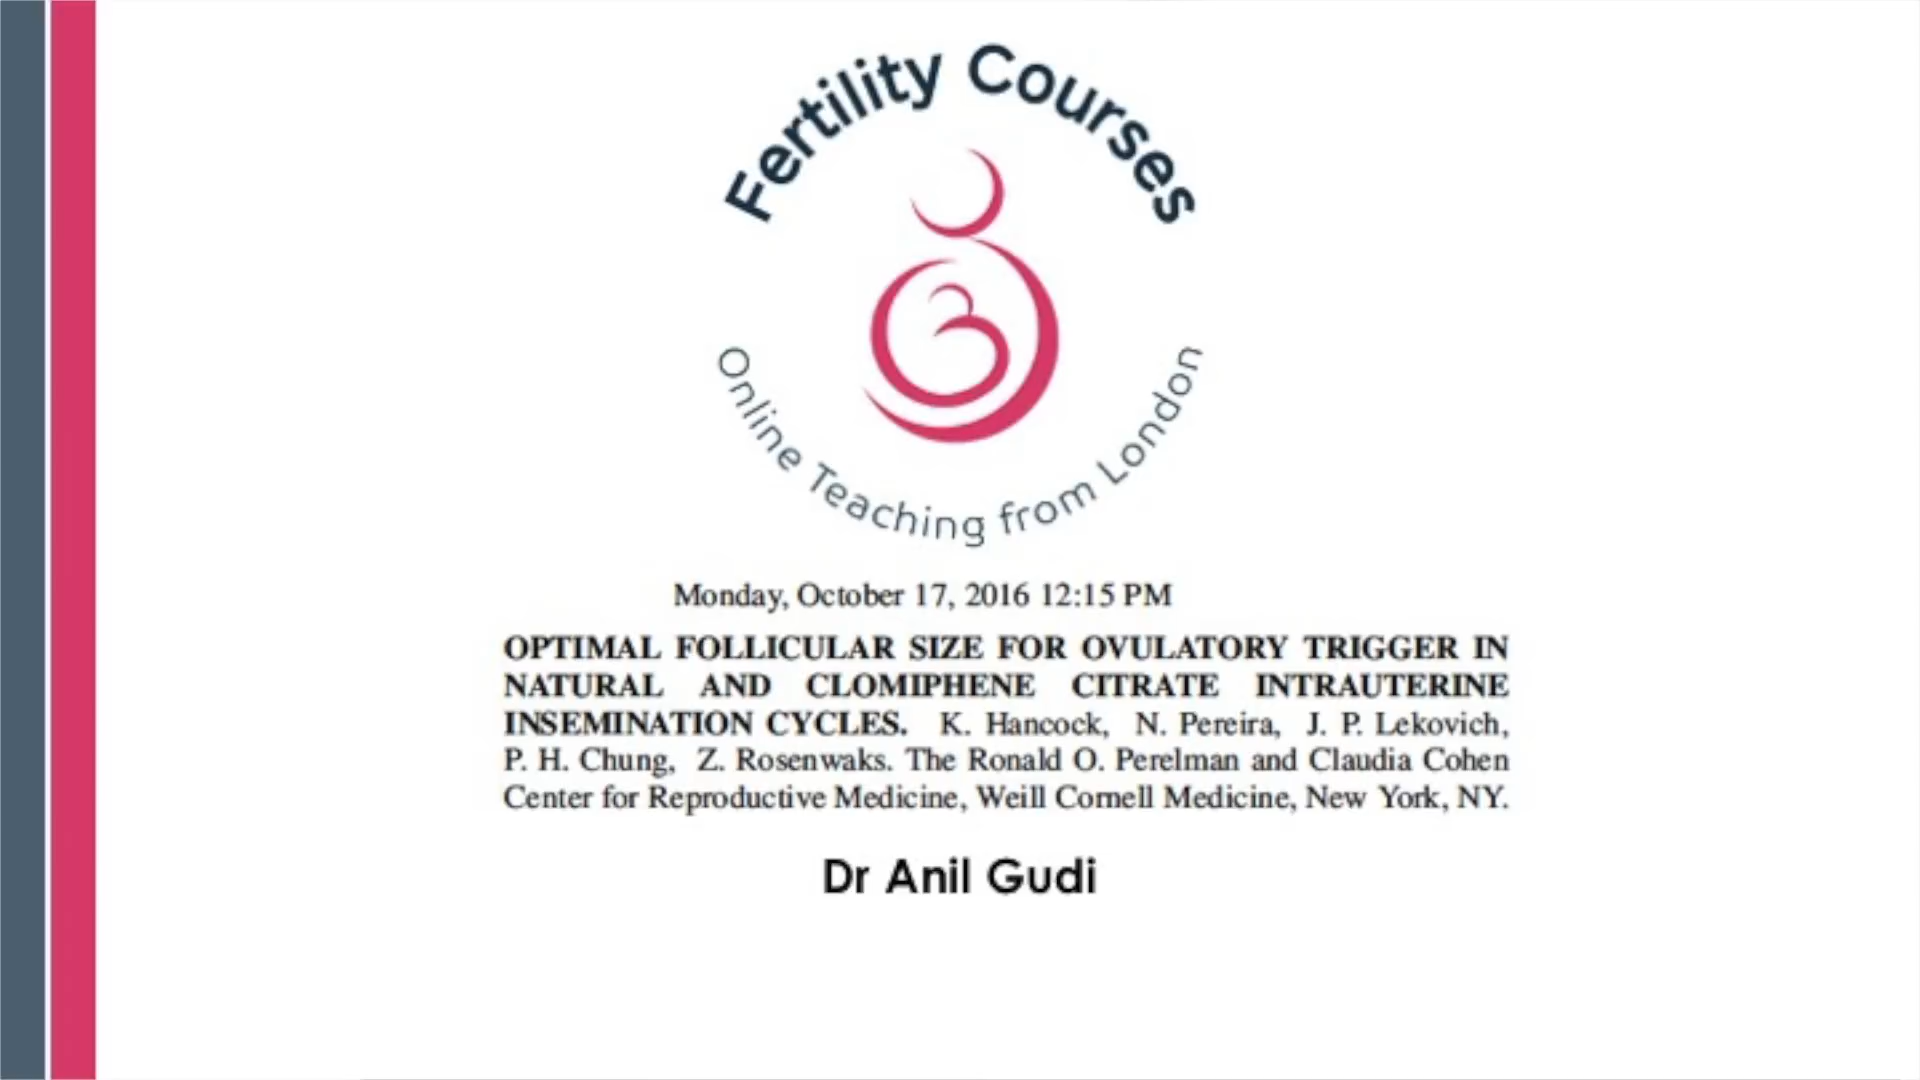 Fertility Courses
Online Teaching from London
Monday, October 17, 2016 12:15 PM
OPTIMAL FOLLICULAR SIZE FOR OVULATORY TRIGGER IN
NATURAL AND CLOMIPHENE CITRATE INTRAUTERINE
INSEMINATION CYCLES. K. Hancock, N. Pereira, J. P. Lekovich,
P. H. Chung, Z. Rosenwaks. The Ronald O. Perelman and Claudia Cohen
Center for Reproductive Medicine, Weill Cornell Medicine, New York, NY.
Dr Anil Gudi